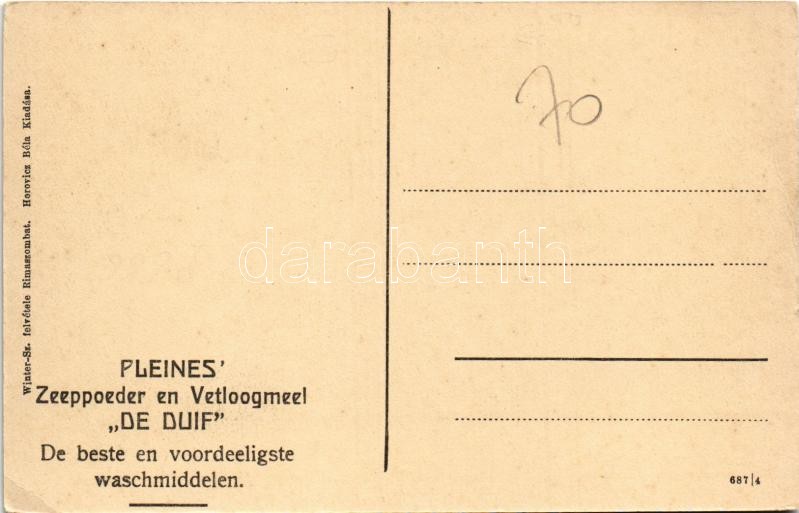 Winter-Sz. felvétele Rimaszombat. Horovicz Béla Kiadása.
70
darabanth
PLEINES'
Zeeppoeder en Vetloogmeel
„DE DUIF”
De beste en voordeeligste
waschmiddelen.
687|4